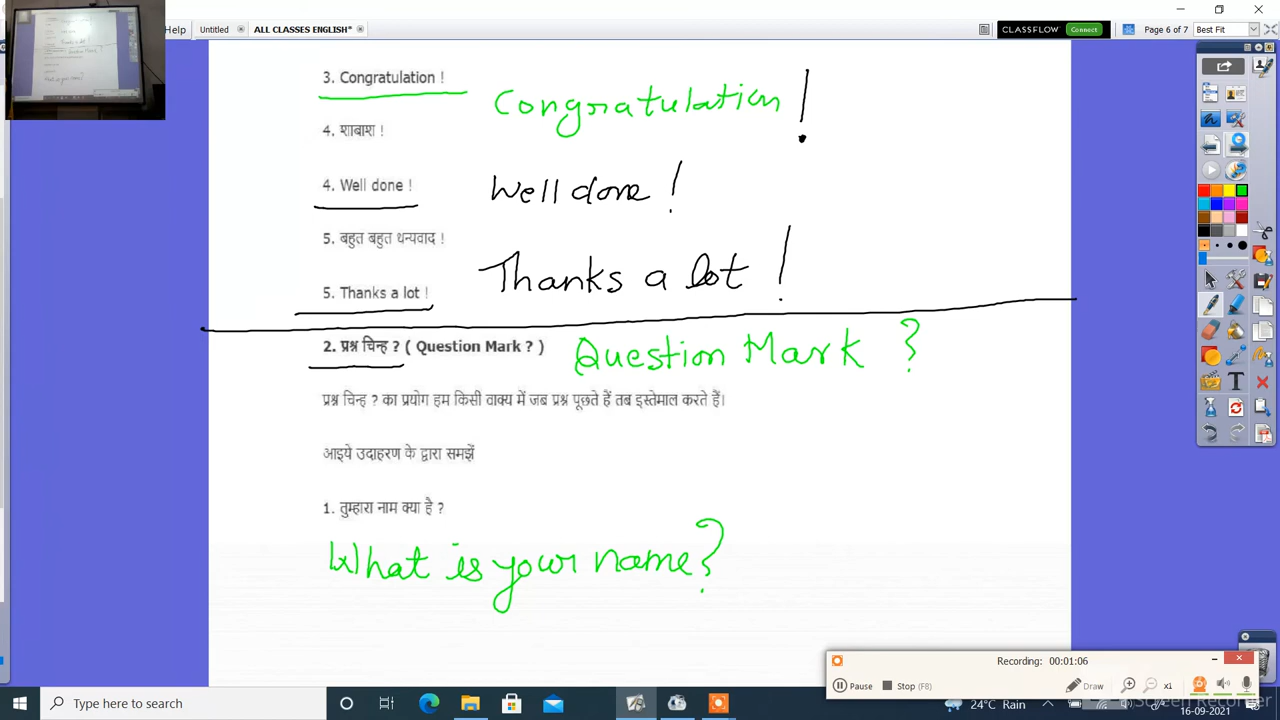 Help Untitled ALL CLASSES ENGLISH* CLASSFLOW Connect Page 6 of 7 Best Fit
3. Congratulation ! Congratulation !
4. शाबाश !
4. Well done ! Well done !
5. बहुत बहुत धन्यवाद !
5. Thanks a lot ! Thanks a lot !
2. प्रश्न चिन्ह ? ( Question Mark ? ) Question Mark ?
प्रश्न चिन्ह ? का प्रयोग हम किसी वाक्य में जब प्रश्न पूछते हैं तब इस्तेमाल करते हैं।
आइये उदाहरण के द्वारा समझें
1. तुम्हारा नाम क्या है ?
What is your name?
Recording: 00:01:06
Pause Stop (F8) x1 Draw
Type here to search 24°C Rain 16-09-2021
Screen Recorder